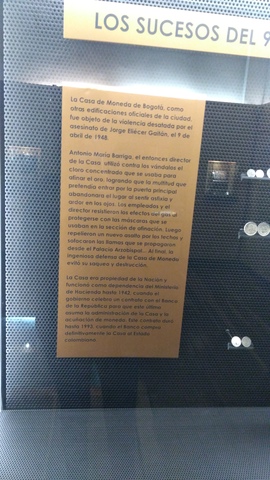 LOS SUCESOS DEL 9
La Casa de Moneda de Bogotá, como
otras edificaciones oficiales de la ciudad,
fue objeto de la violencia desatada por el
asesinato de Jorge Eliécer Gaitán, el 9 de
abril de 1948.
Antonio María Barriga, el entonces director
de la Casa utilizó contra los vándalos el
cloro concentrado que se usaba para
afinar el oro, logrando que la multitud que
pretendía entrar por la puerta principal
abandonara el lugar al sentir asfixia y
ardor en los ojos. Los empleados y el
director resistieron los efectos del gas al
protegerse con las máscaras que se
usaban en la sección de afinación. Luego
repelieron un nuevo asalto por los techos y
sofocaron las llamas que se propagaron
desde el Palacio Arzobispal. Al final, la
ingeniosa defensa de la Casa de Moneda
evitó su saqueo y destrucción.
La Casa era propiedad de la Nación y
funcionó como dependencia del Ministerio
de Hacienda hasta 1942, cuando el
gobierno celebró un contrato con el Banco
de la República para que este último
asuma la administración de la Casa y la
acuñación de moneda. Este contrato duró
hasta 1995, cuando el Banco compró
definitivamente la Casa al Estado
colombiano.